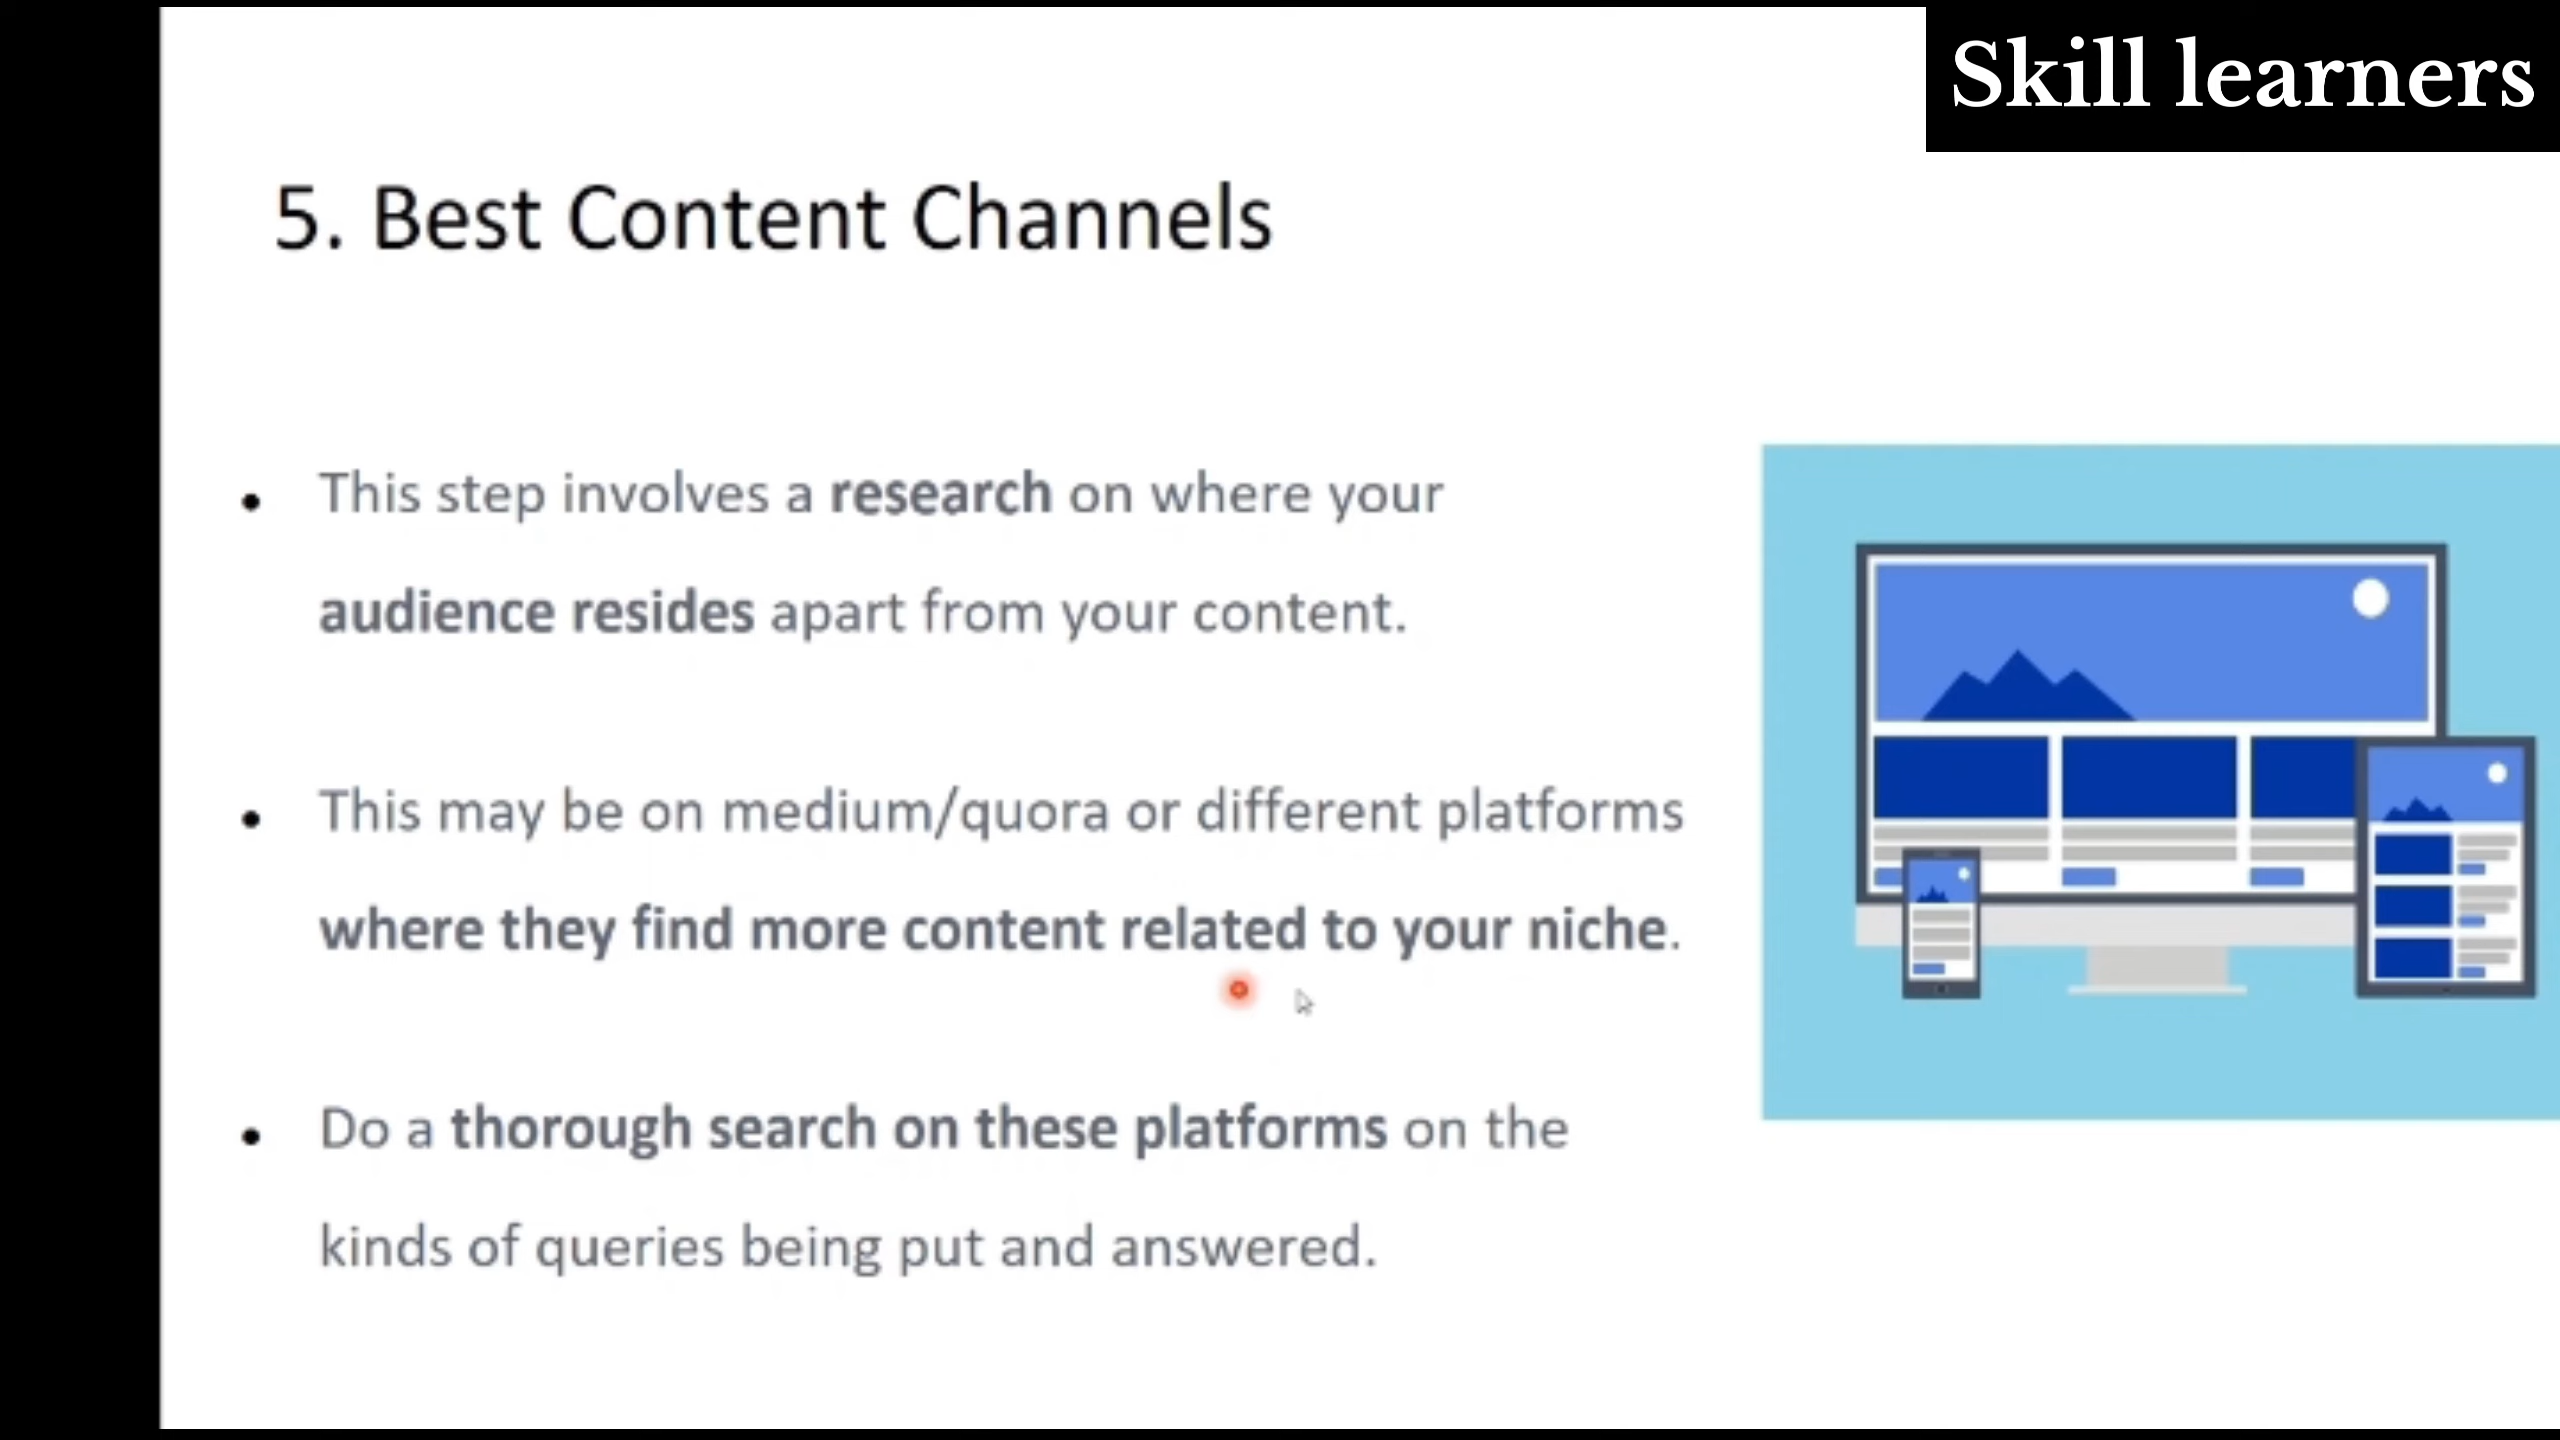 Skill learners
5. Best Content Channels
• This step involves a research on where your
audience resides apart from your content.
• This may be on medium/quora or different platforms
where they find more content related to your niche.
• Do a thorough search on these platforms on the
kinds of queries being put and answered.